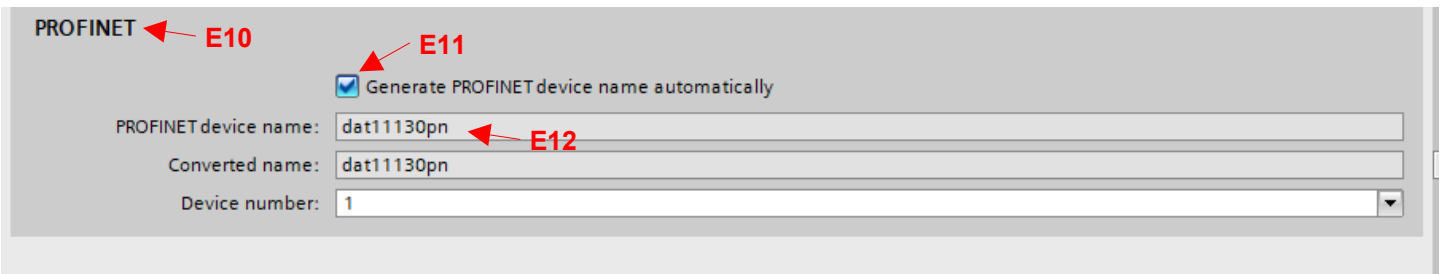 PROFINET E10
E11
Generate PROFINET device name automatically
PROFINET device name: dat11130pn E12
Converted name: dat11130pn
Device number: 1